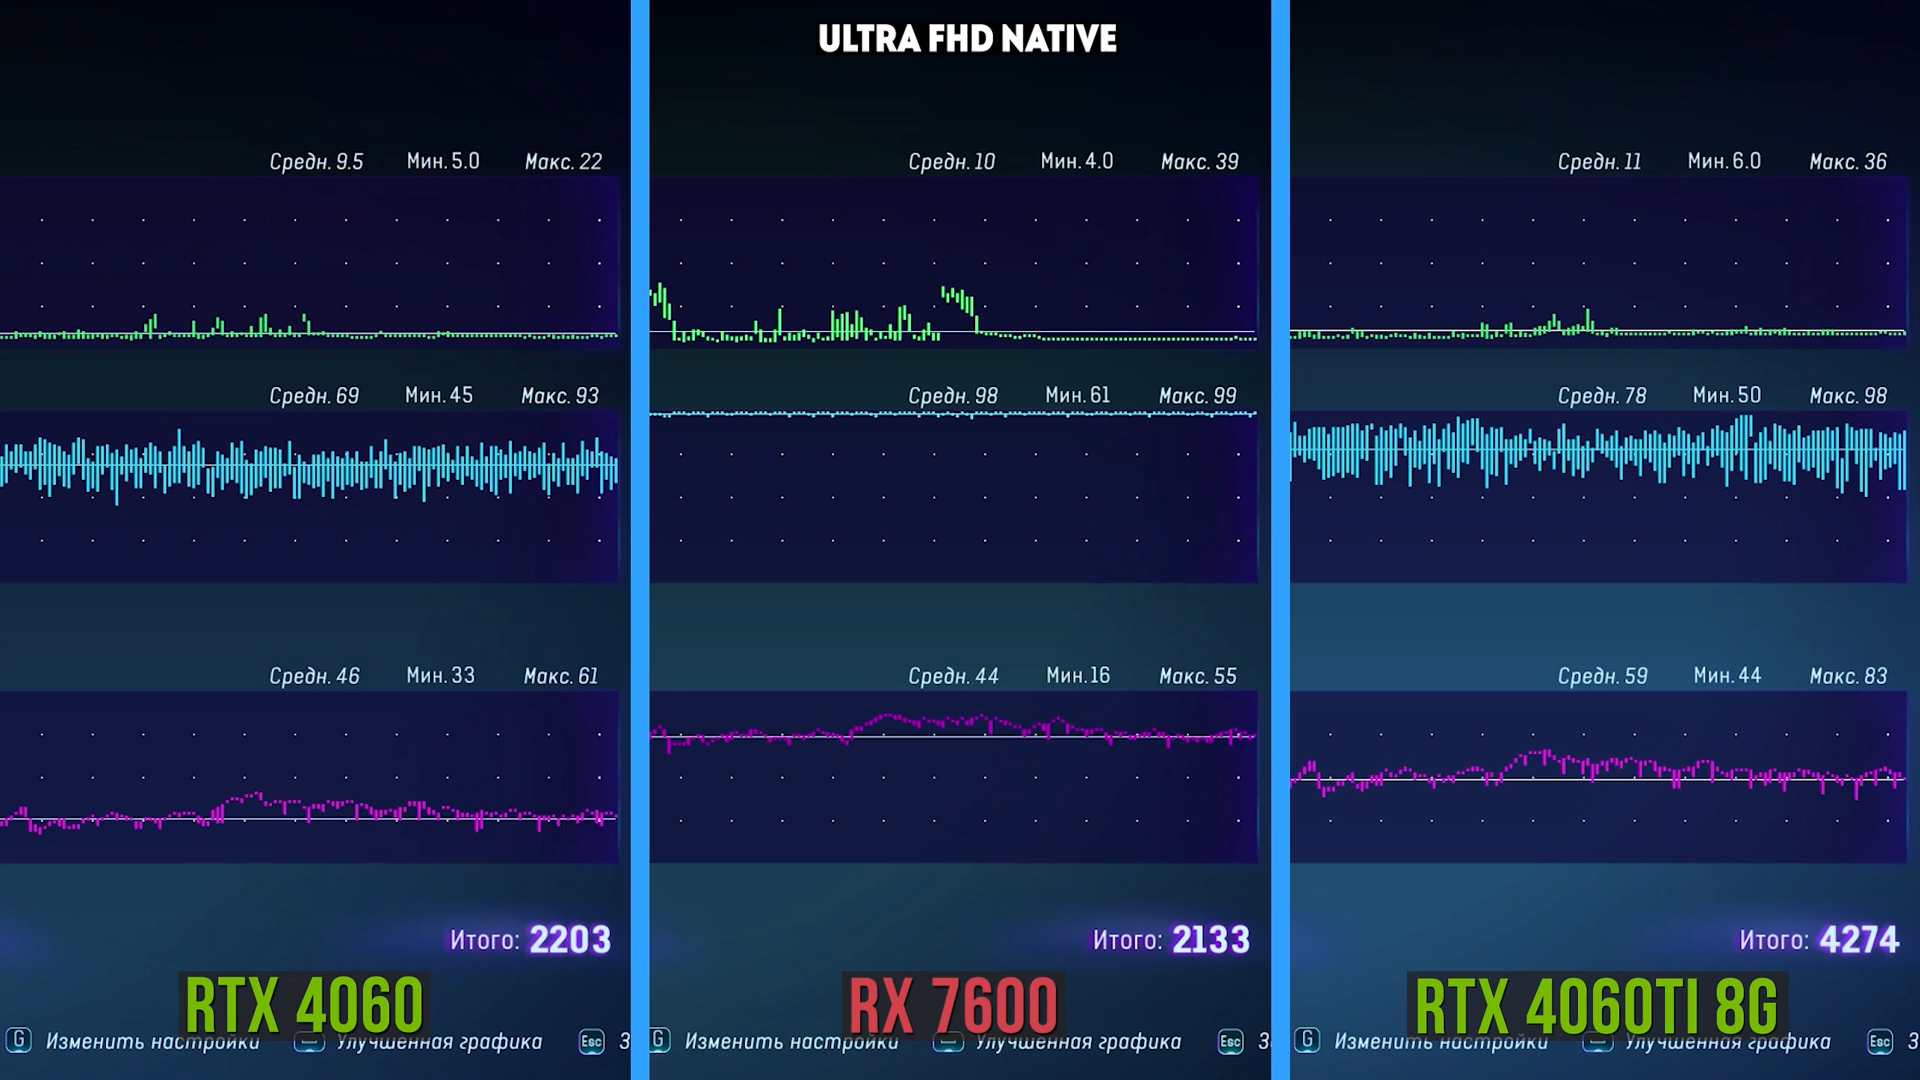 ULTRA FHD NATIVE
Средн. 9.5 Мин. 5.0 Макс. 22
Средн. 69 Мин. 45 Макс. 93
Средн. 46 Мин. 33 Макс. 61
Итого: 2203
RTX 4060
G Изменить настройки Улучшенная графика Esc З
Средн. 10 Мин. 4.0 Макс. 39
Средн. 98 Мин. 61 Макс. 99
Средн. 44 Мин. 16 Макс. 55
Итого: 2133
RX 7600
G Изменить настройки Улучшенная графика Esc З
Средн. 11 Мин. 6.0 Макс. 36
Средн. 78 Мин. 50 Макс. 98
Средн. 59 Мин. 44 Макс. 83
Итого: 4274
RTX 4060TI 8G
G Изменить настройки Улучшенная графика Esc З